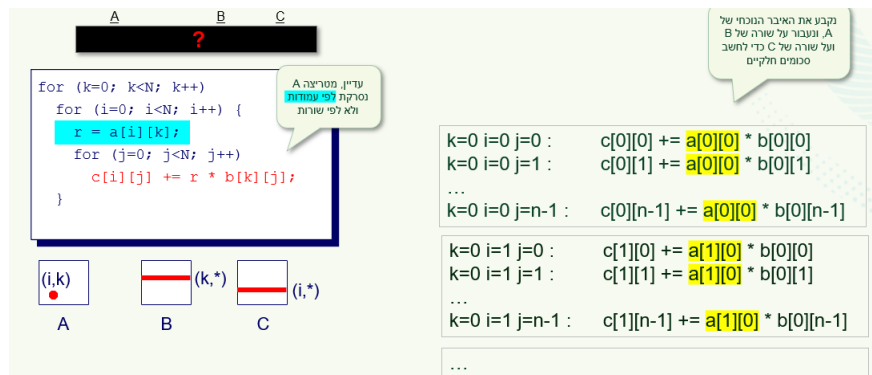 A B C
?
for (k=0; k<N; k++)
for (i=0; i<N; i++) {
r = a[i][k];
for (j=0; j<N; j++)
c[i][j] += r * b[k][j];
}
עדיין, מטריצה A
נסרקת לפי עמודות
ולא לפי שורות
(i,k)
A
(k,*)
B
(i,*)
C
נקבע את האיבר הנוכחי של
A, ונעבור על שורה של B
ועל שורה של C כדי לחשב
סכומים חלקיים
k=0 i=0 j=0 : c[0][0] += a[0][0] * b[0][0]
k=0 i=0 j=1 : c[0][1] += a[0][0] * b[0][1]
...
k=0 i=0 j=n-1 : c[0][n-1] += a[0][0] * b[0][n-1]
k=0 i=1 j=0 : c[1][0] += a[1][0] * b[0][0]
k=0 i=1 j=1 : c[1][1] += a[1][0] * b[0][1]
...
k=0 i=1 j=n-1 : c[1][n-1] += a[1][0] * b[0][n-1]
...